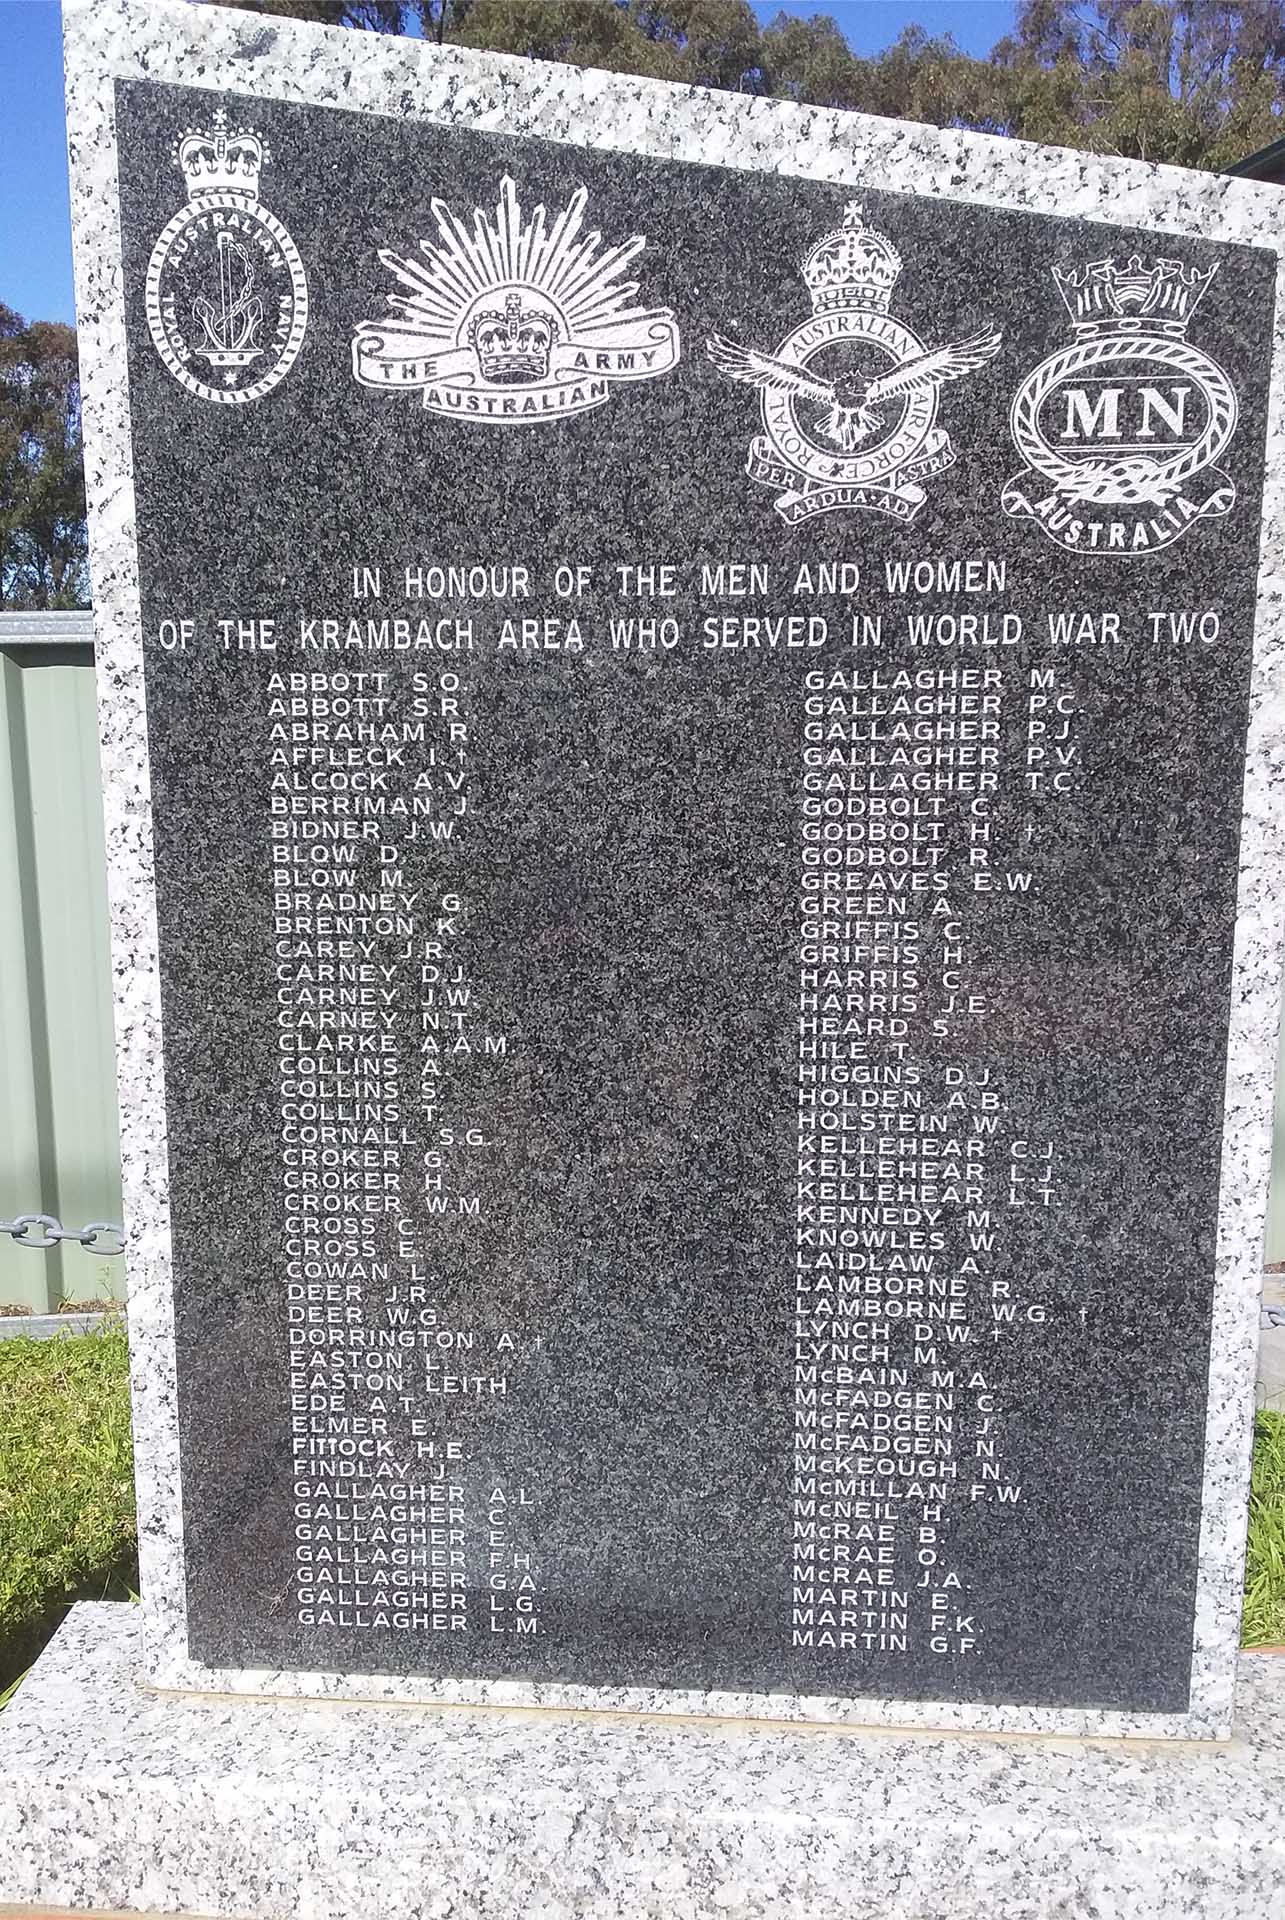 ROYAL AUSTRALIAN NAVY
THE AUSTRALIAN ARMY
ROYAL AUSTRALIAN AIR FORCE
PER ARDUA·AD ASTRA
MN
AUSTRALIA
IN HONOUR OF THE MEN AND WOMEN
OF THE KRAMBACH AREA WHO SERVED IN WORLD WAR TWO
ABBOTT S.O.
ABBOTT S.R.
ABRAHAM R
AFFLECK I. †
ALCOCK A.V.
BERRIMAN J.
BIDNER J.W.
BLOW D.
BLOW M.
BRADNEY G.
BRENTON K.
CAREY J.R.
CARNEY D.J.
CARNEY J.W.
CARNEY N.T.
CLARKE A.A.M.
COLLINS A.
COLLINS S.
COLLINS T.
CORNALL S.G.
CROKER G.
CROKER H.
CROKER W.M
CROSS C.
CROSS E.
COWAN L.
DEER J.R.
DEER W.G.
DORRINGTON A. †
EASTON L.
EASTON LEITH
EDE A.T.
ELMER E.
FITTOCK H.E.
FINDLAY J.
GALLAGHER A.L.
GALLAGHER C.
GALLAGHER E.
GALLAGHER F.H.
GALLAGHER G.A.
GALLAGHER L.G.
GALLAGHER L.M.
GALLAGHER M.
GALLAGHER P.C.
GALLAGHER P.J.
GALLAGHER P.V.
GALLAGHER T.C.
GODBOLT C.
GODBOLT H. †
GODBOLT R.
GREAVES E.W.
GREEN A.
GRIFFIS C.
GRIFFIS H.
HARRIS C.
HARRIS J.E.
HEARD S.
HILE T.
HIGGINS D.J.
HOLDEN A.B.
HOLSTEIN W.
KELLEHEAR C.J.
KELLEHEAR L.J.
KELLEHEAR L.T.
KENNEDY M.
KNOWLES W.
LAIDLAW A.
LAMBORNE R.
LAMBORNE W.G. †
LYNCH D.W. †
LYNCH M.
McBAIN M.A.
McFADGEN C.
McFADGEN J.
McFADGEN N.
McKEOUGH N.
McMILLAN F.W.
McNEIL H.
McRAE B.
McRAE O.
McRAE J.A.
MARTIN E.
MARTIN F.K.
MARTIN G.F.